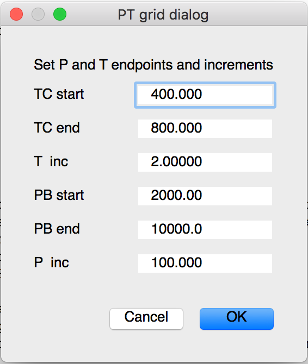 PT grid dialog
Set P and T endpoints and increments
TC start 400.000
TC end 800.000
T inc 2.00000
PB start 2000.00
PB end 10000.0
P inc 100.000
Cancel OK